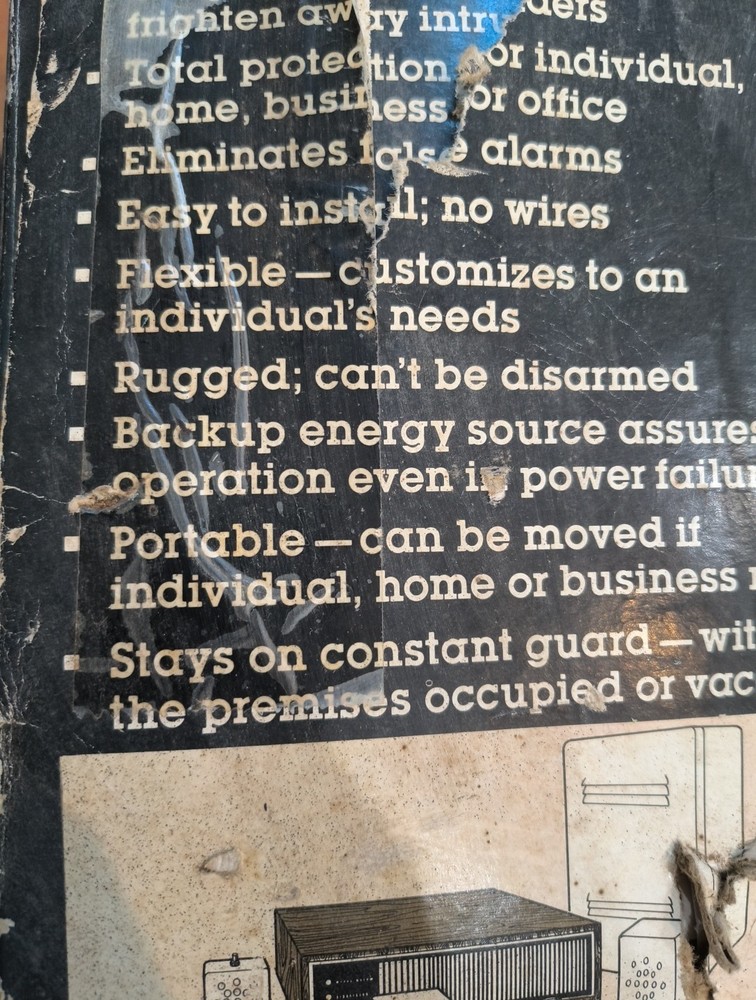 frighten away intruders
▪ Total protection for individual,
home, business or office
▪ Eliminates false alarms
▪ Easy to install; no wires
▪ Flexible — customizes to an
individual's needs
▪ Rugged; can't be disarmed
▪ Backup energy source assures
operation even in power failu
▪ Portable — can be moved if
individual, home or business
▪ Stays on constant guard — wit
the premises occupied or vac